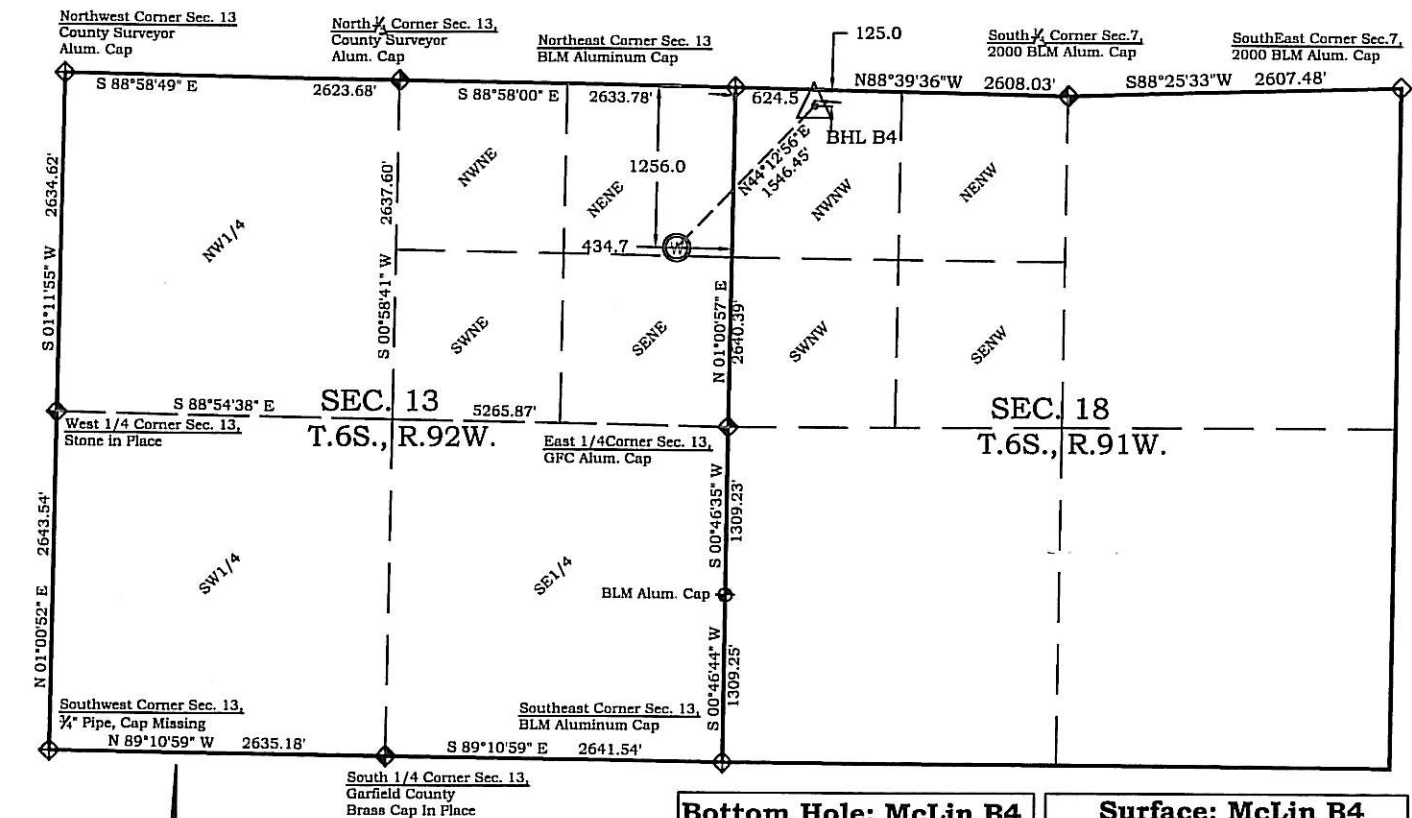 Northwest Corner Sec. 13
County Surveyor
Alum. Cap
North ¼ Corner Sec. 13,
County Surveyor
Alum. Cap
Northeast Corner Sec. 13
BLM Aluminum Cap
125.0
South ¼ Corner Sec.7,
2000 BLM Alum. Cap
SouthEast Corner Sec.7,
2000 BLM Alum. Cap
S 88°58'49" E
2623.68'
S 88°58'00" E
2633.78'
624.5
N88°39'36"W
2608.03'
S88°25'33"W
2607.48'
BHL B4
N44°12'56"E
1546.45'
1256.0
434.7
W
S 01°11'55" W
2634.62'
S 00°58'41" W
2637.60'
N 01°00'57" E
2640.39'
NW1/4
NWNE
NENE
NWNW
NENW
SWNE
SENE
SWNW
SENW
S 88°54'38" E
5265.87'
SEC. 13
T.6S., R.92W.
SEC. 18
T.6S., R.91W.
West 1/4 Corner Sec. 13,
Stone in Place
East 1/4Corner Sec. 13,
GFC Alum. Cap
N 01°00'52" E
2643.54'
S 00°46'35" W
1309.23'
SW1/4
SE1/4
BLM Alum. Cap
S 00°46'44" W
1309.25'
Southwest Corner Sec. 13,
¾" Pipe, Cap Missing
N 89°10'59" W
2635.18'
Southeast Corner Sec. 13,
BLM Aluminum Cap
S 89°10'59" E
2641.54'
South 1/4 Corner Sec. 13,
Garfield County
Brass Cap In Place
Bottom Hole: McLin B4
Surface: McLin B4